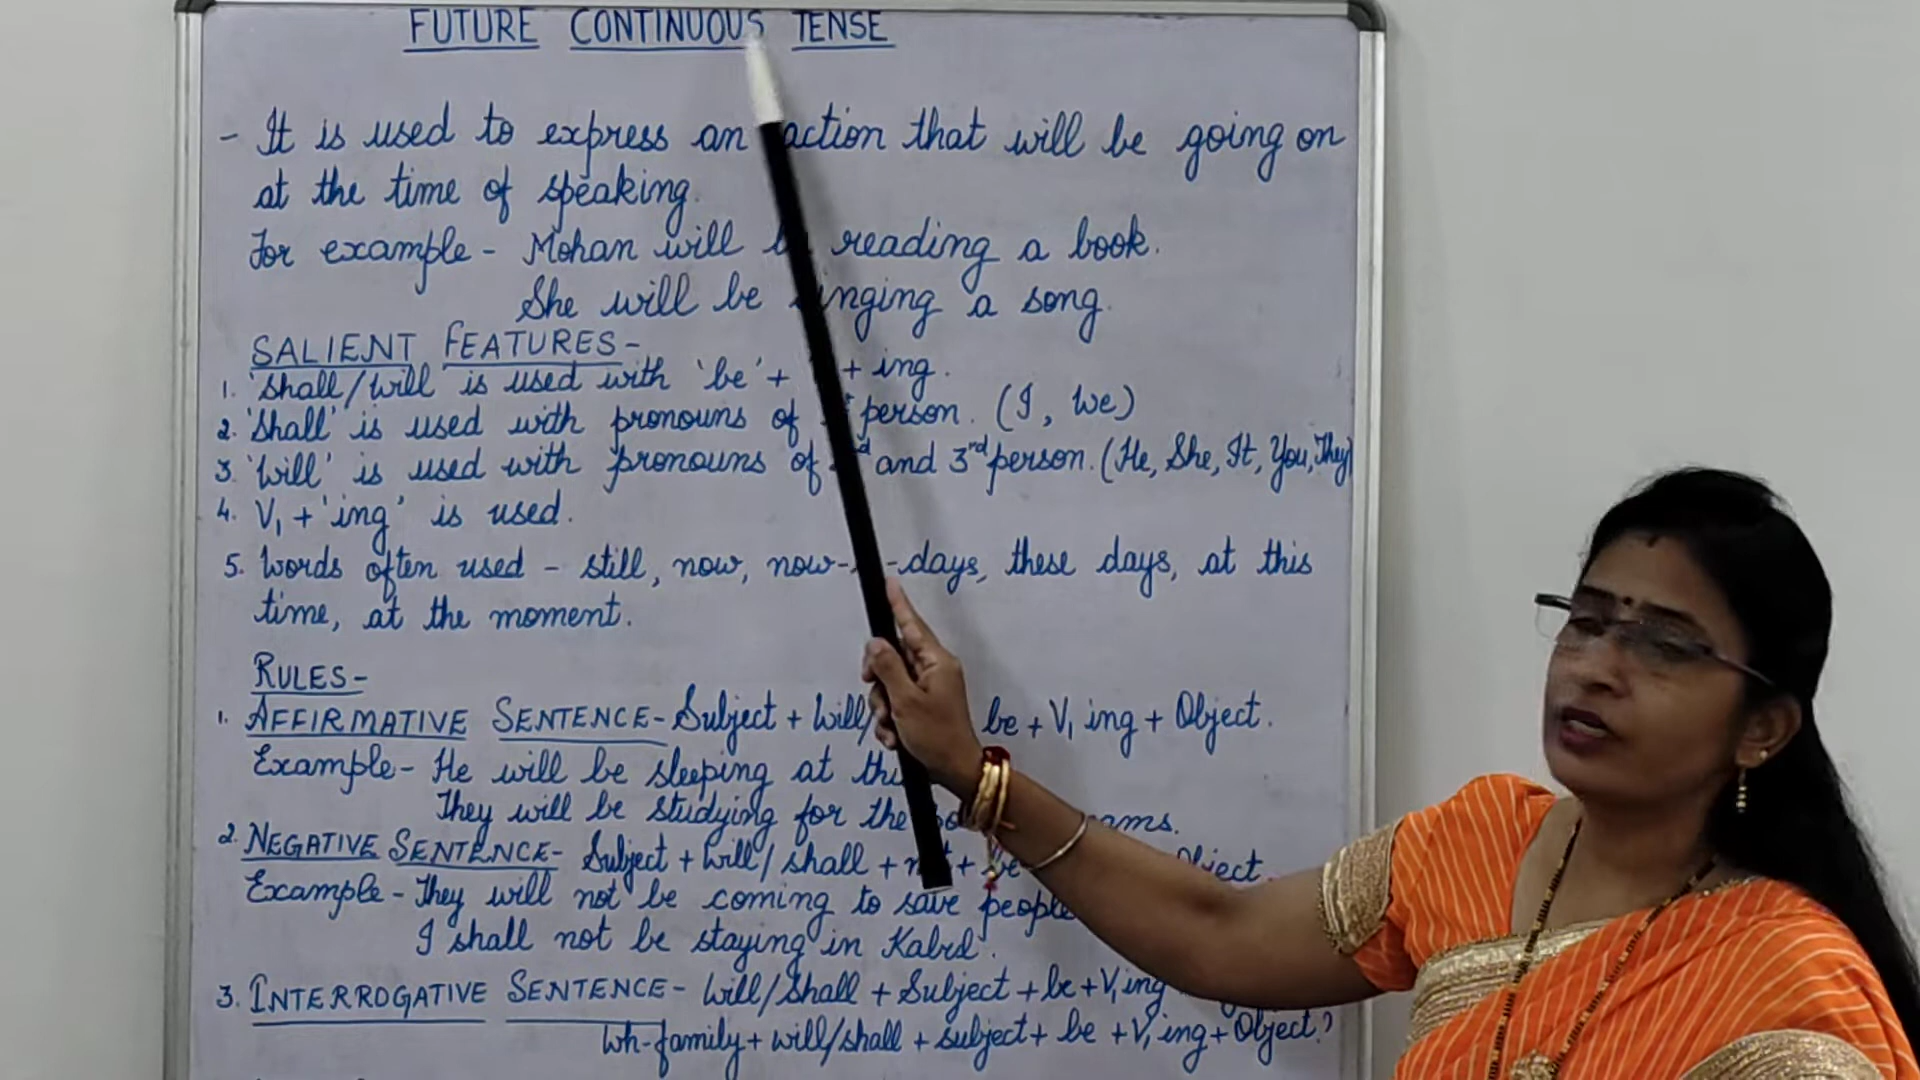 FUTURE CONTINUOUS TENSE
- It is used to express an action that will be going on
at the time of speaking.
For example - Mohan will reading a book.
She will be singing a song.
SALIENT FEATURES -
1. 'Shall/Will' is used with 'be' + + ing.
2. 'Shall' is used with pronouns of person. (I, We)
3. 'Will' is used with pronouns of and 3rd person. (He, She, It, You, They)
4. V1 + 'ing' is used.
5. Words often used - still, now, now- -days, these days, at this
time, at the moment.
RULES -
1. AFFIRMATIVE SENTENCE - Subject + Will/ be + V1 ing + Object.
Example - He will be sleeping at
They will be studying for the
2. NEGATIVE SENTENCE - Subject + Will/shall + not + be Object.
Example - They will not be coming to save people
I shall not be staying in Kabul.
3. INTERROGATIVE SENTENCE - Will/Shall + Subject + be + V1 ing
Wh-family + will/shall + subject + be + V1 ing + Object?